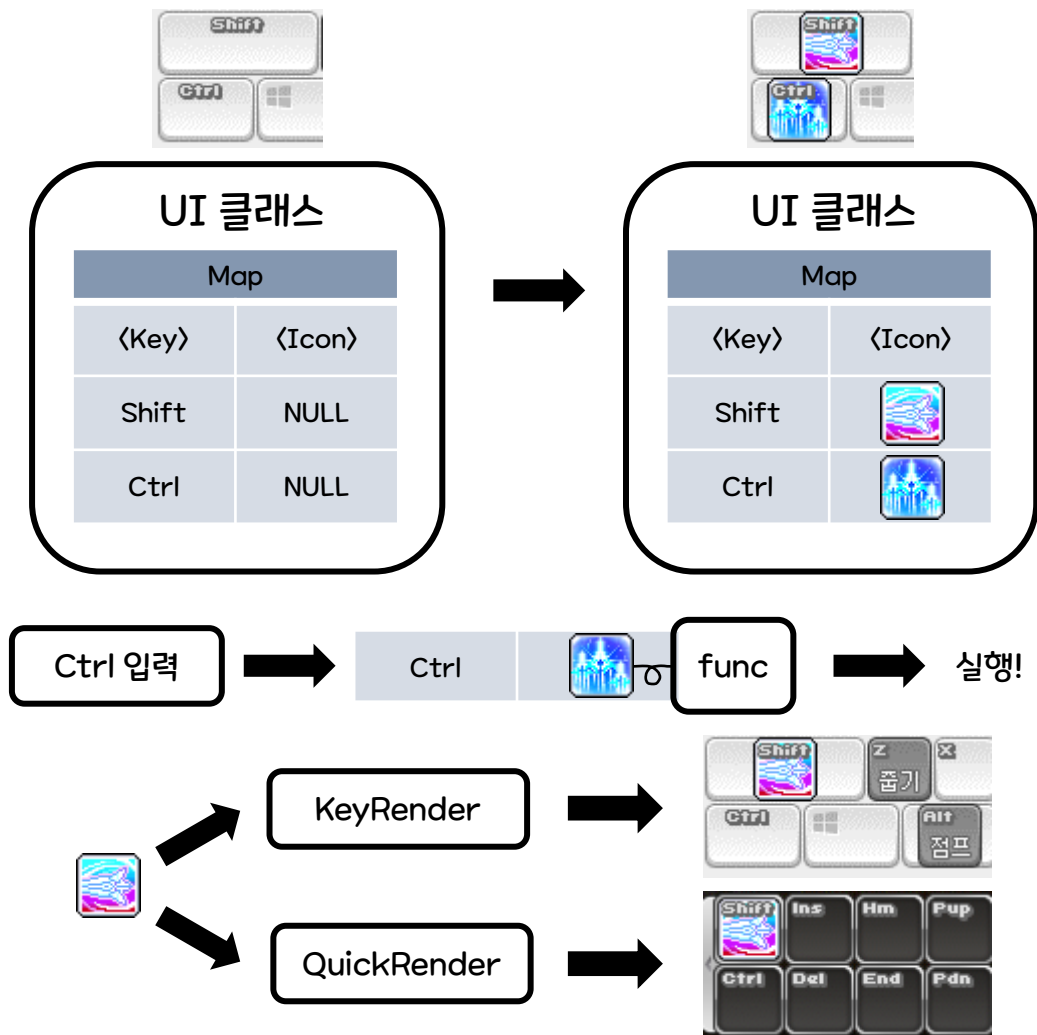 Shift
Ctrl
Shift
Ctrl
UI 클래스
Map
〈Key〉 〈Icon〉
Shift NULL
Ctrl NULL
UI 클래스
Map
〈Key〉 〈Icon〉
Shift
Ctrl
Ctrl 입력
Ctrl
func
실행!
KeyRender
Shift Z X
줍기
Ctrl Alt
점프
QuickRender
Shift Ins Hm Pup
Ctrl Del End Pdn